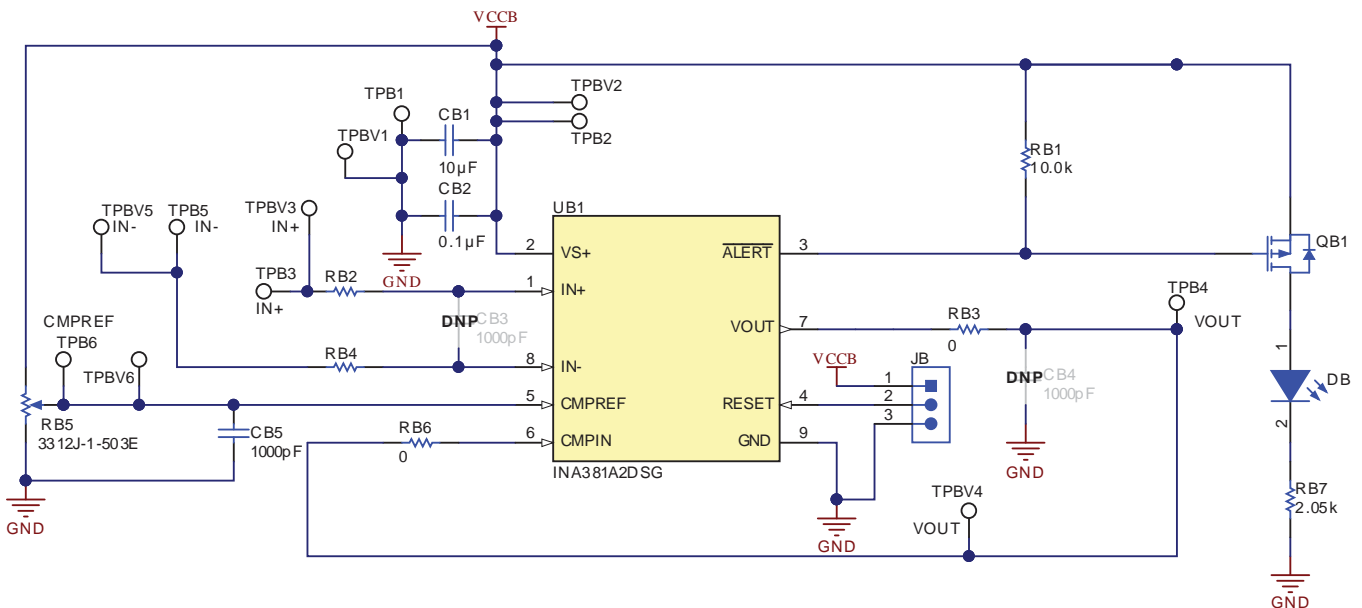 VCCB
TPB1
TPBV1
CB1
10µF
CB2
0.1µF
TPBV2
TPB2
RB1
10.0k
GND
TPBV5
IN-
TPB5
IN-
TPBV3
IN+
TPB3
IN+
RB2
DNP
CB3
1000pF
RB4
UB1
2
VS+
1
IN+
8
IN-
5
CMPREF
6
CMPIN
ALERT
3
VOUT
7
RESET
4
GND
9
INA381A2DSG
QB1
TPB4
VOUT
RB3
0
DNP
CB4
1000pF
GND
VCCB
JB
1
2
3
CMPREF
TPB6
TPBV6
RB5
3312J-1-503E
CB5
1000pF
RB6
0
GND
GND
TPBV4
VOUT
1
DB
2
RB7
2.05k
GND